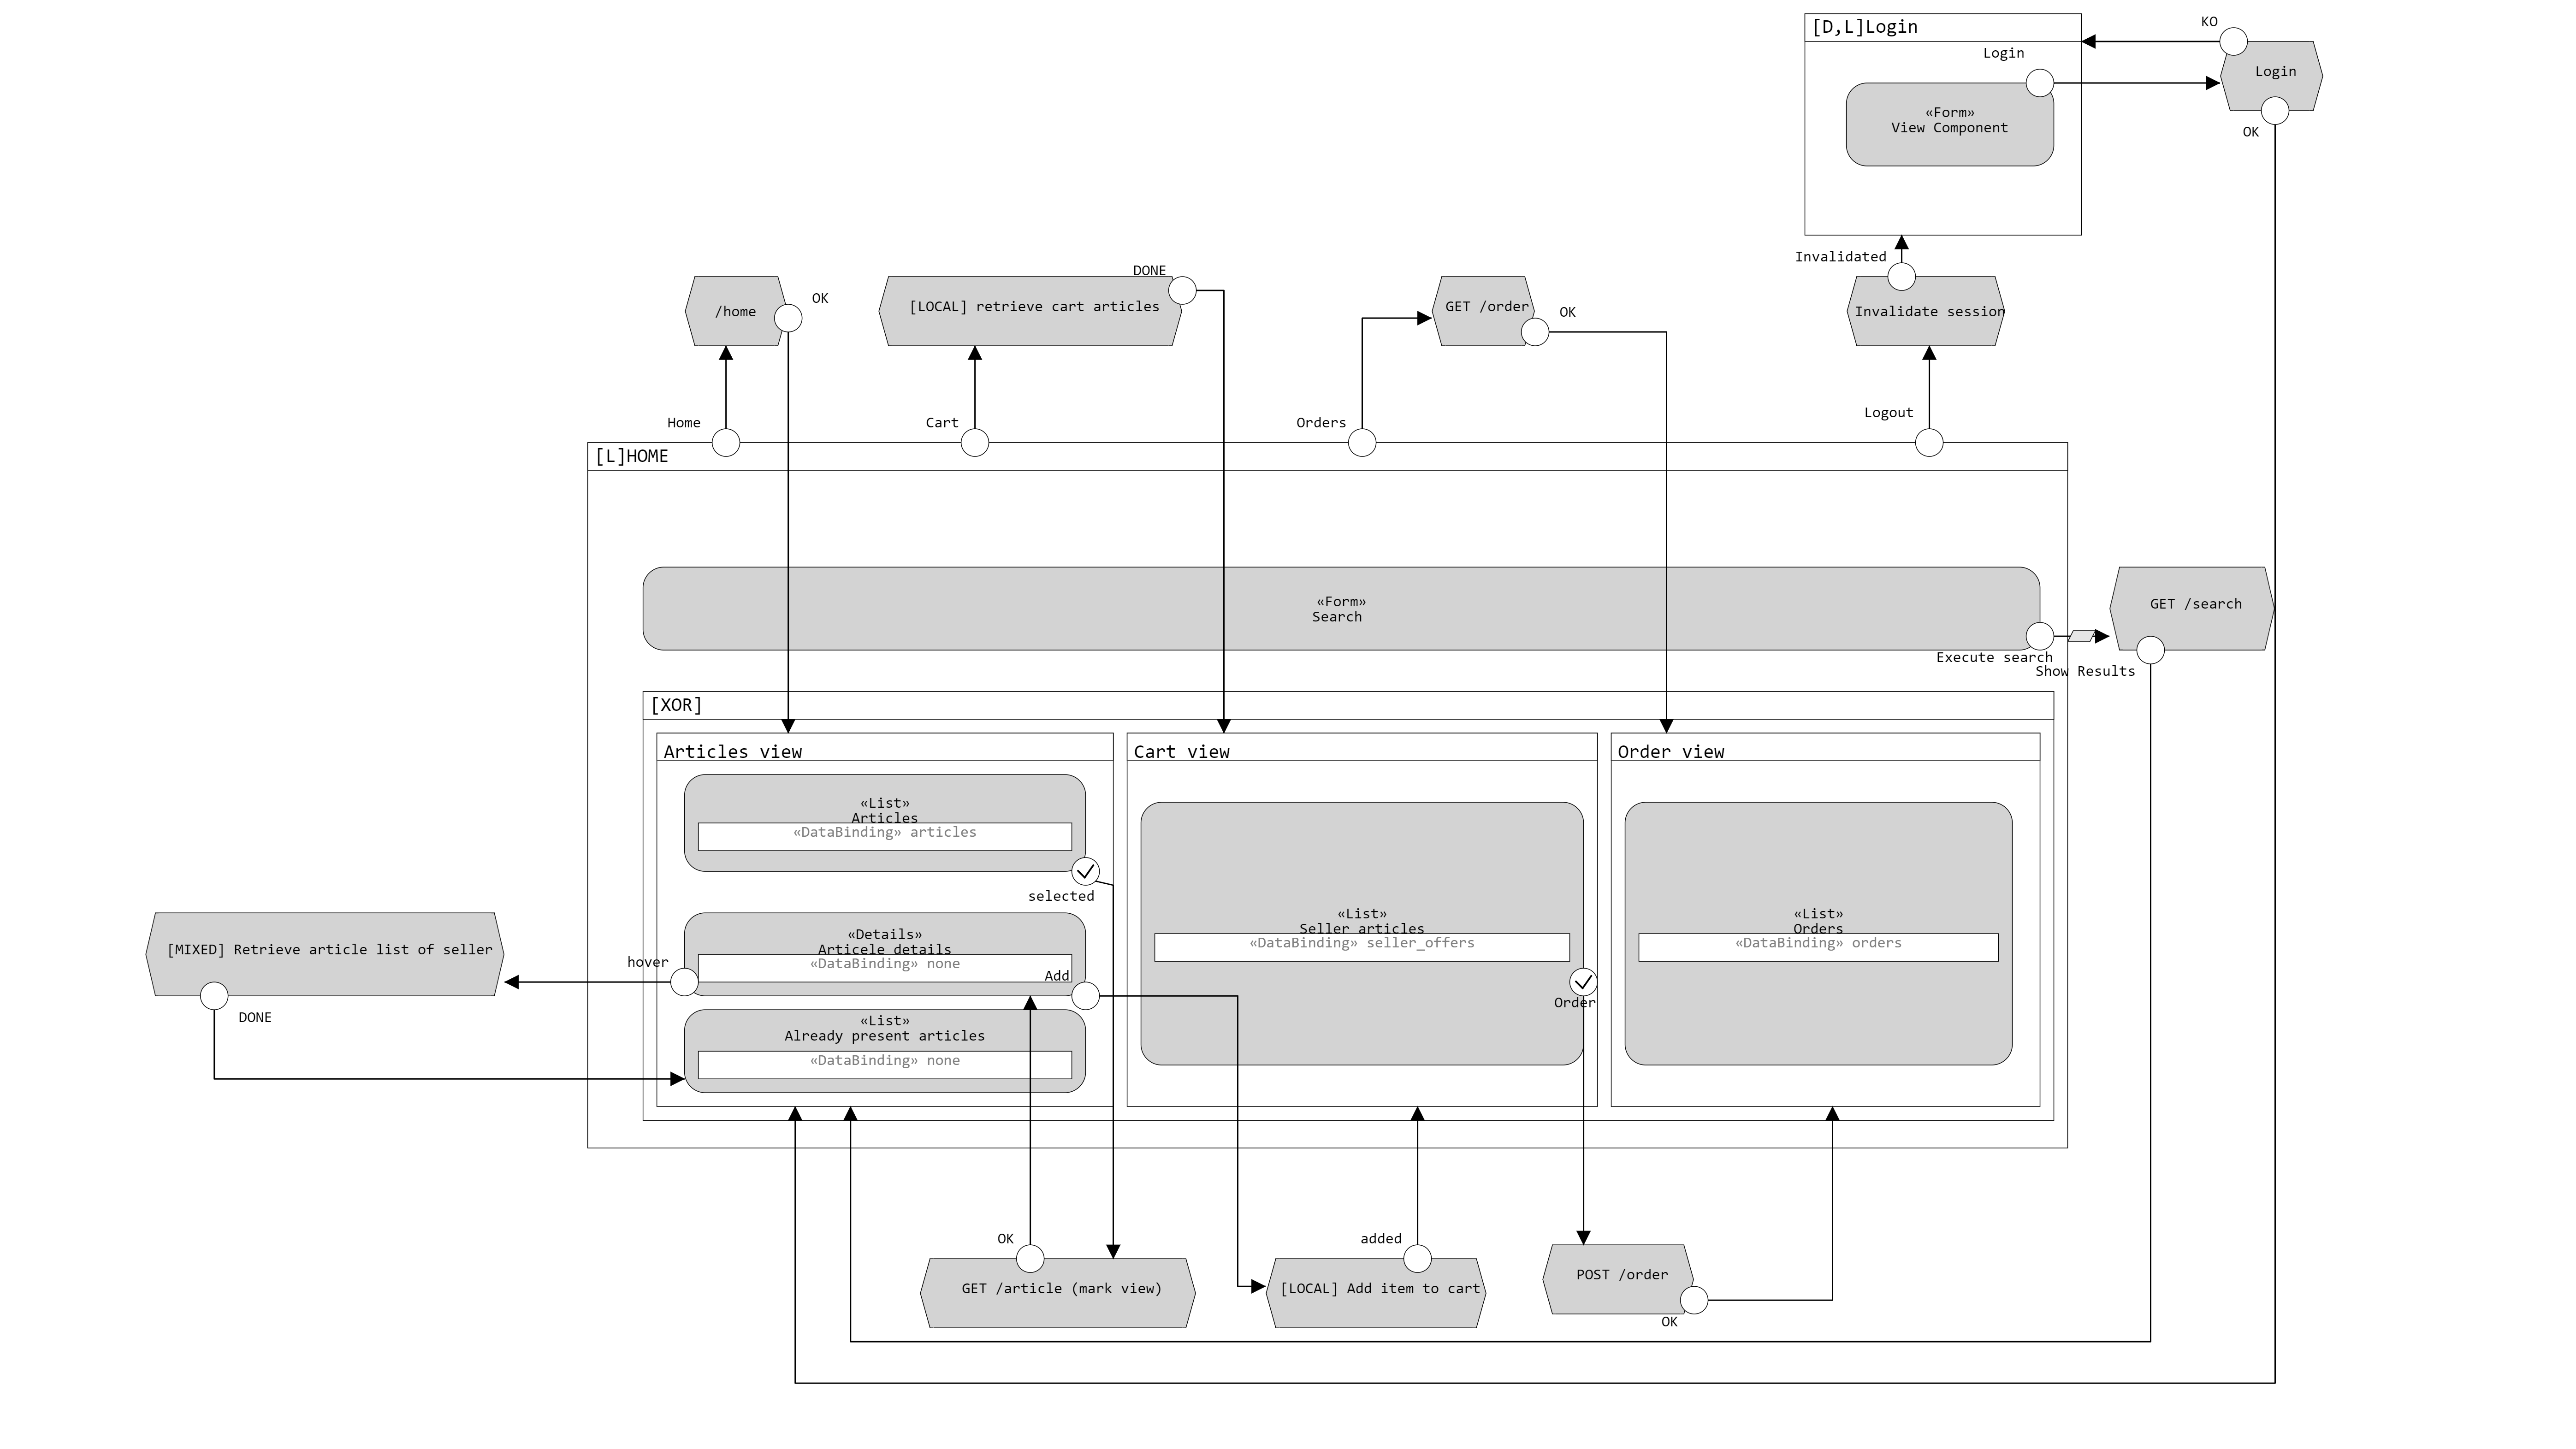 KO
[D,L]Login
Login
Login
«Form»
View Component
OK
Invalidated
DONE
OK
/home
[LOCAL] retrieve cart articles
GET /order
OK
Invalidate session
Home
Cart
Orders
Logout
[L]HOME
«Form»
Search
GET /search
Execute search
Show Results
[XOR]
Articles view
Cart view
Order view
«List»
Articles
«DataBinding» articles
selected
«List»
Seller articles
«DataBinding» seller_offers
«List»
Orders
«DataBinding» orders
«Details»
Articele details
«DataBinding» none
[MIXED] Retrieve article list of seller
hover
Add
Order
DONE
«List»
Already present articles
«DataBinding» none
OK
added
GET /article (mark view)
[LOCAL] Add item to cart
POST /order
OK